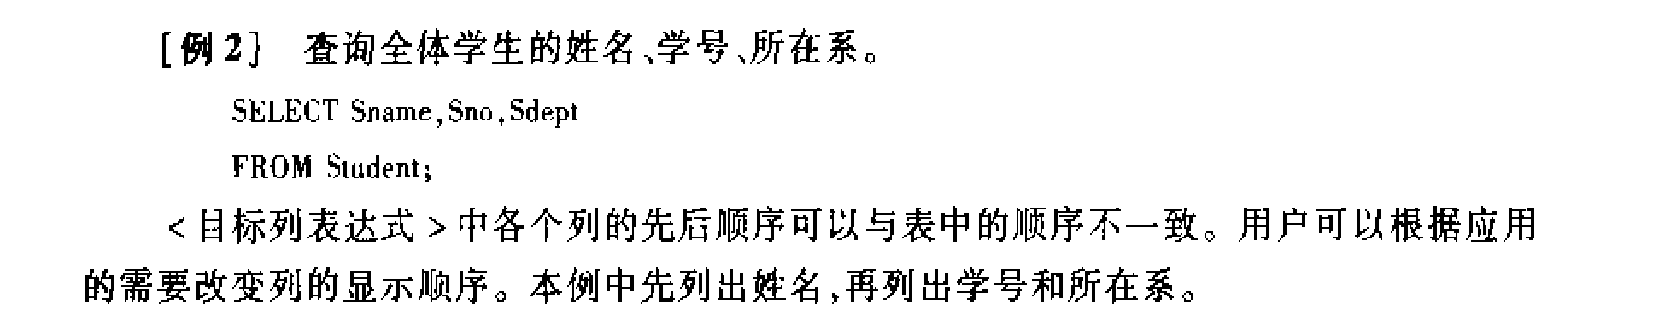 [例2] 查询全体学生的姓名、学号、所在系。
SELECT Sname,Sno,Sdept
FROM Student;
<目标列表达式>中各个列的先后顺序可以与表中的顺序不一致。用户可以根据应用
的需要改变列的显示顺序。本例中先列出姓名,再列出学号和所在系。